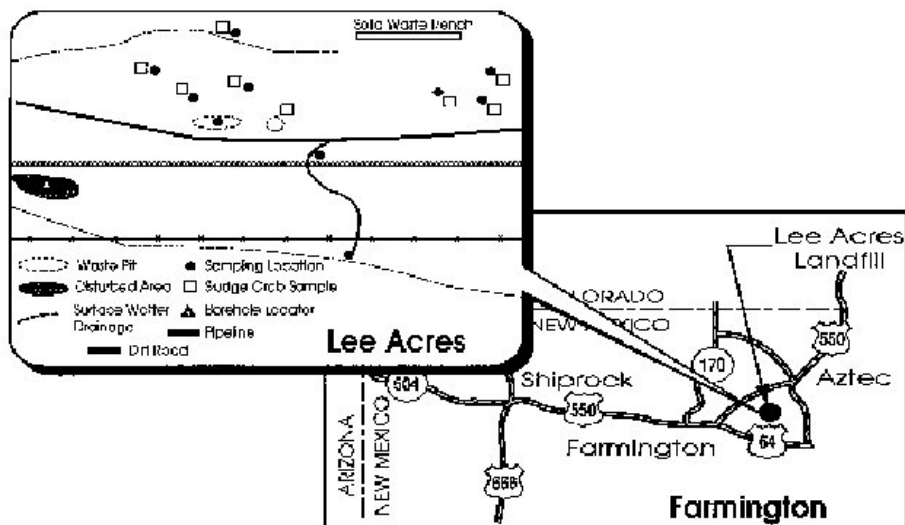 Solid Waste Trench
Waste Pit
Sampling Location
Disturbed Area
Sludge Grab Sample
Surface Water
Drainage
Borehole Locator
Pipeline
Dirt Road
Lee Acres
Lee Acres
Landfill
COLORADO
NEW MEXICO
550
170
Aztec
504
Shiprock
550
64
Farmington
ARIZONA
NEW MEXICO
666
Farmington